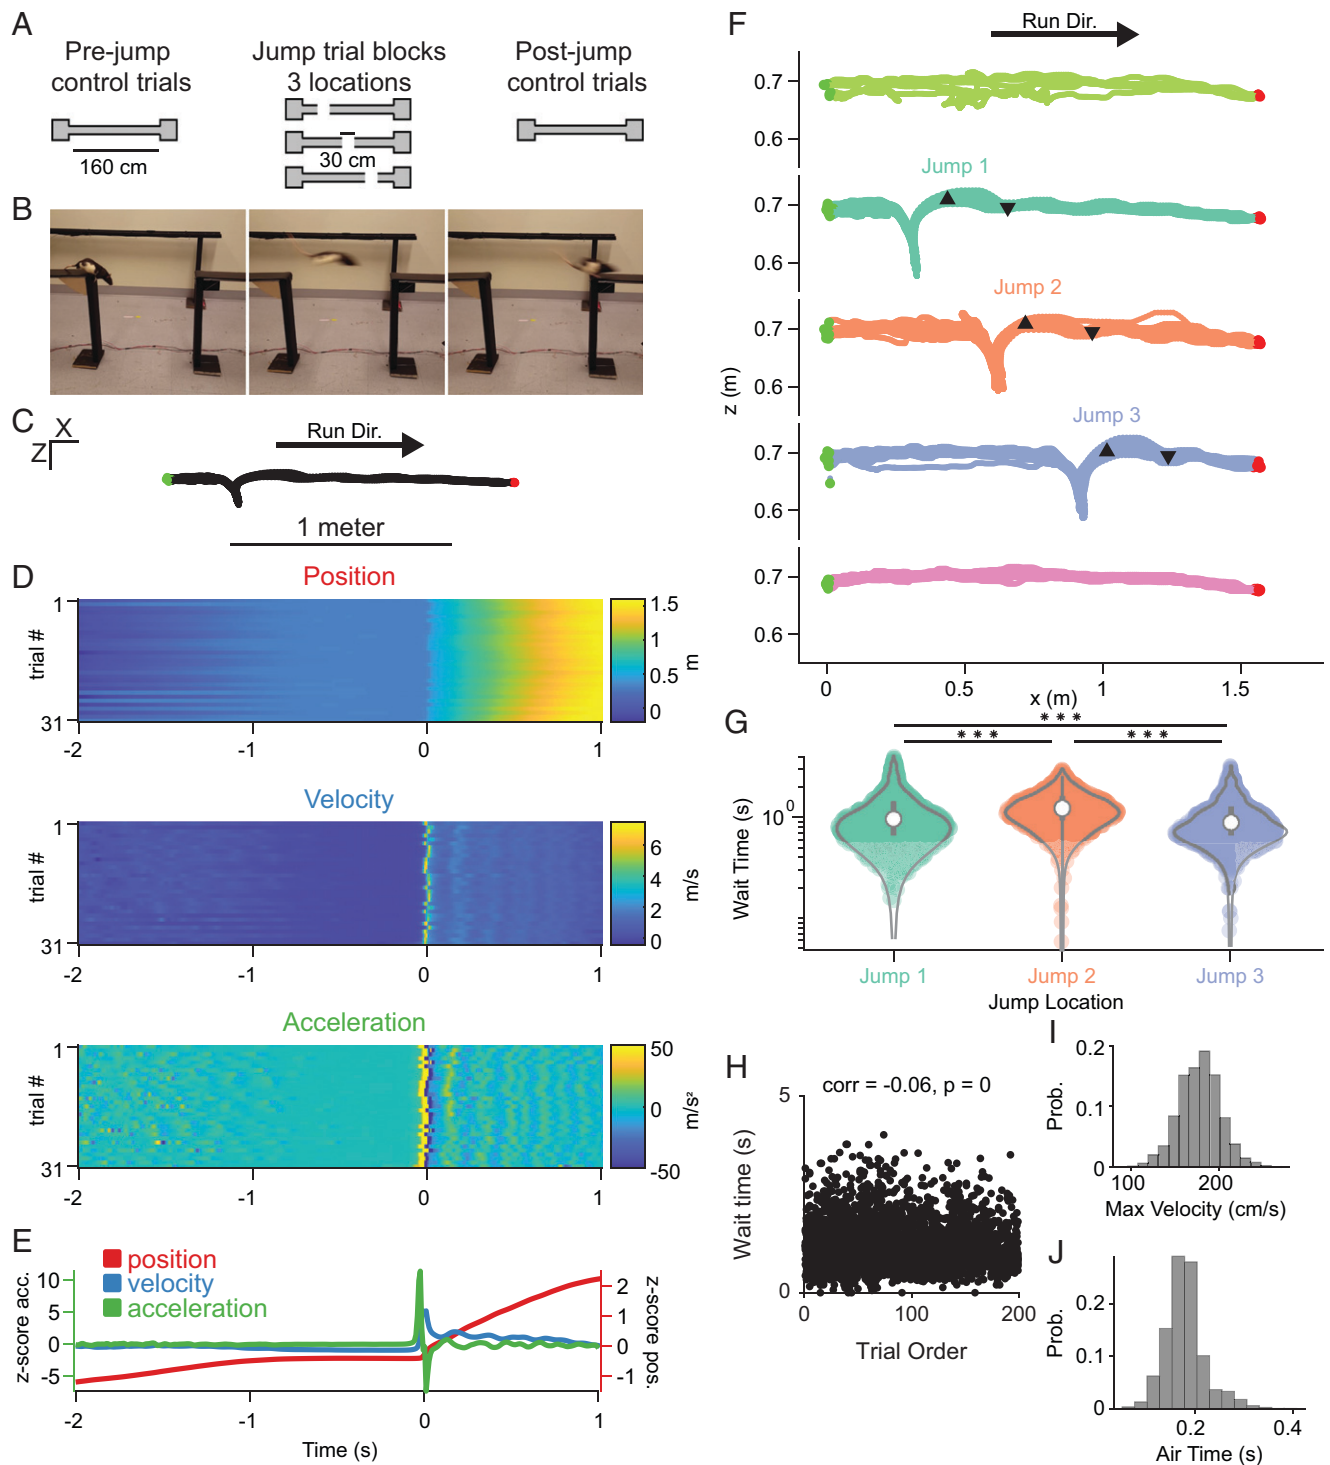 A
Pre-jump
control trials
160 cm
Jump trial blocks
3 locations
30 cm
Post-jump
control trials
B
C
X
Z
Run Dir.
1 meter
D
Position
trial #
1
31
-2
-1
0
1
1.5
1
0.5
0
m
Velocity
trial #
1
31
-2
-1
0
1
6
4
2
0
m/s
Acceleration
trial #
1
31
-2
-1
0
1
50
0
-50
m/s²
E
position
velocity
acceleration
z-score acc.
10
5
0
-5
z-score pos.
2
1
0
-1
-2
-1
0
1
Time (s)
F
Run Dir.
0.7
0.6
Jump 1
0.7
0.6
Jump 2
0.7
0.6
Jump 3
0.7
0.6
0.7
0.6
z (m)
0
0.5
1
1.5
x (m)
G
***
*** ***
Wait Time (s)
10⁰
Jump 1
Jump 2
Jump 3
Jump Location
H
corr = -0.06, p = 0
Wait time (s)
5
0
0
100
200
Trial Order
I
Prob.
0.2
0.1
0
100
200
Max Velocity (cm/s)
J
Prob.
0.2
0.1
0
0.2
0.4
Air Time (s)